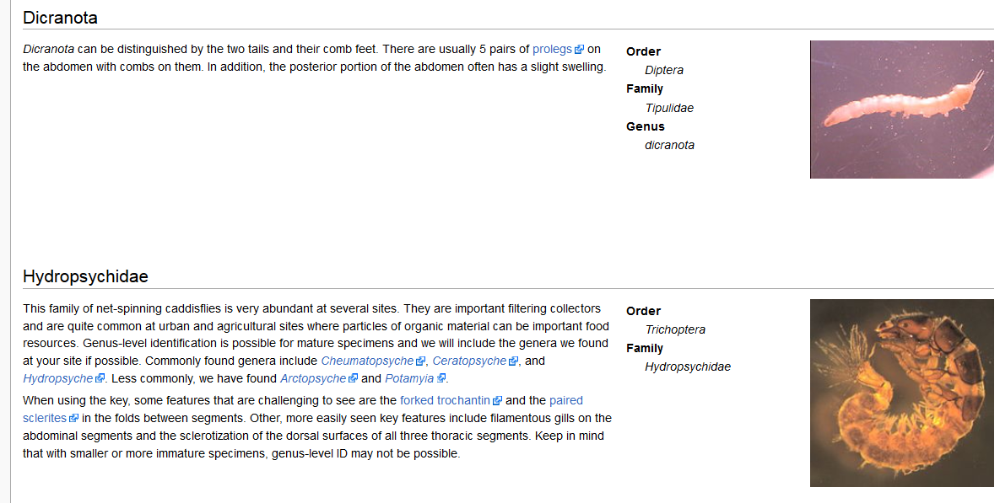 Dicranota
Dicranota can be distinguished by the two tails and their comb feet. There are usually 5 pairs of prolegs on
the abdomen with combs on them. In addition, the posterior portion of the abdomen often has a slight swelling.
Order
Diptera
Family
Tipulidae
Genus
dicranota
Hydropsychidae
This family of net-spinning caddisflies is very abundant at several sites. They are important filtering collectors
and are quite common at urban and agricultural sites where particles of organic material can be important food
resources. Genus-level identification is possible for mature specimens and we will include the genera we found
at your site if possible. Commonly found genera include Cheumatopsyche, Ceratopsyche, and
Hydropsyche. Less commonly, we have found Arctopsyche and Potamyia.
When using the key, some features that are challenging to see are the forked trochantin and the paired
sclerites in the folds between segments. Other, more easily seen key features include filamentous gills on the
abdominal segments and the sclerotization of the dorsal surfaces of all three thoracic segments. Keep in mind
that with smaller or more immature specimens, genus-level ID may not be possible.
Order
Trichoptera
Family
Hydropsychidae